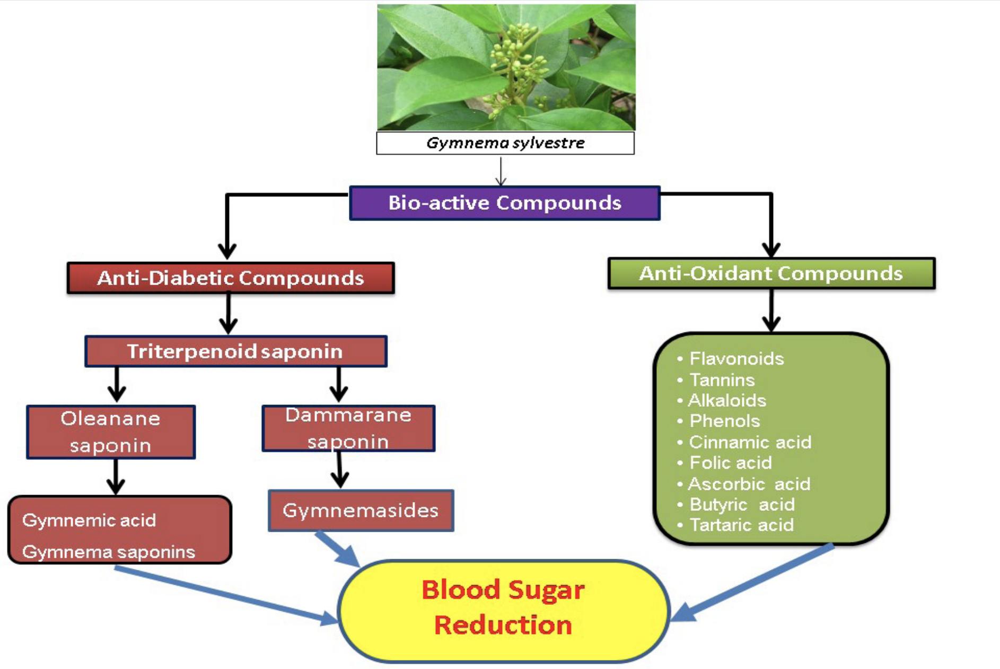 Gymnema sylvestre
Bio-active Compounds
Anti-Diabetic Compounds
Anti-Oxidant Compounds
Triterpenoid saponin
Oleanane
saponin
Dammarane
saponin
Gymnemic acid
Gymnema saponins
Gymnemasides
• Flavonoids
• Tannins
• Alkaloids
• Phenols
• Cinnamic acid
• Folic acid
• Ascorbic acid
• Butyric acid
• Tartaric acid
Blood Sugar
Reduction